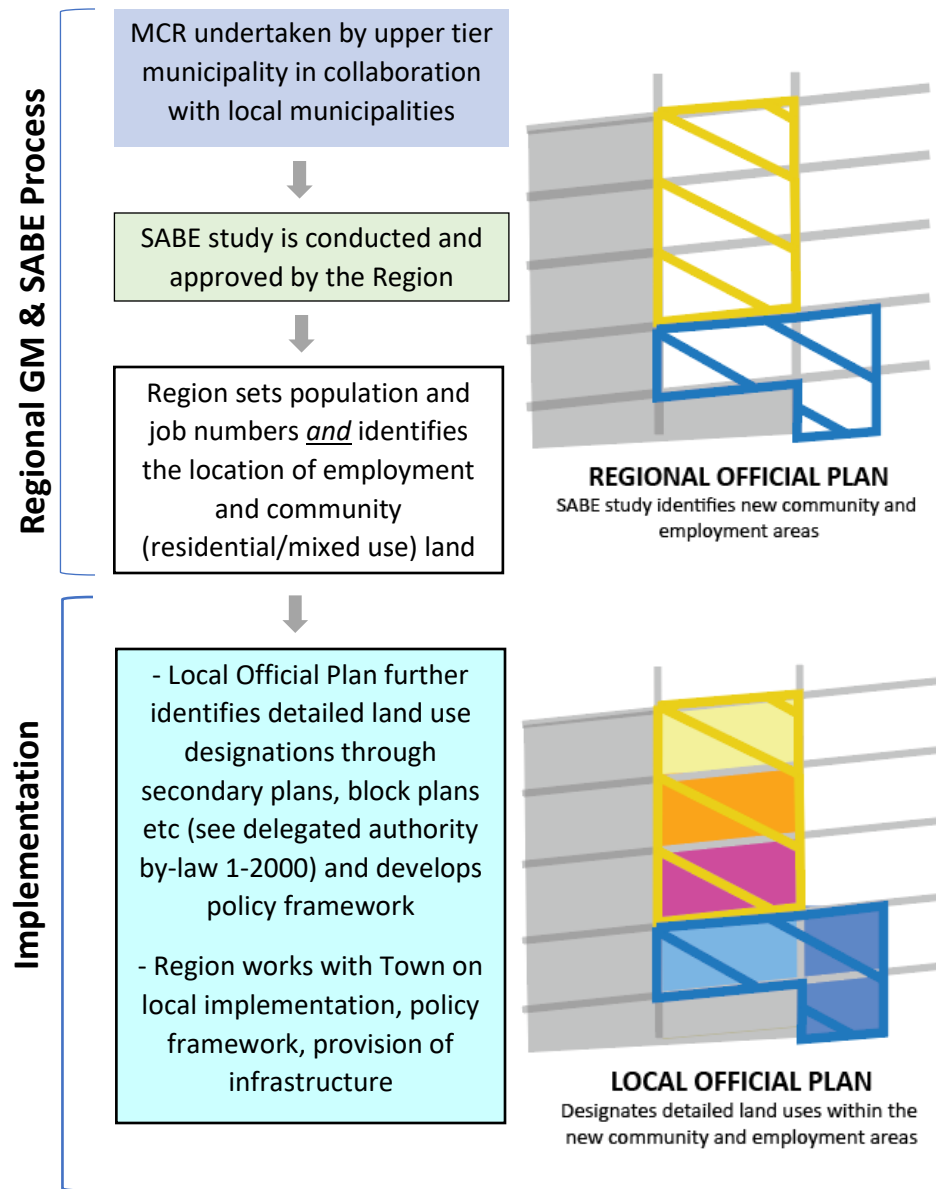 Regional GM & SABE Process
MCR undertaken by upper tier
municipality in collaboration
with local municipalities
SABE study is conducted and
approved by the Region
Region sets population and
job numbers and identifies
the location of employment
and community
(residential/mixed use) land
REGIONAL OFFICIAL PLAN
SABE study identifies new community and
employment areas
Implementation
- Local Official Plan further
identifies detailed land use
designations through
secondary plans, block plans
etc (see delegated authority
by-law 1-2000) and develops
policy framework
- Region works with Town on
local implementation, policy
framework, provision of
infrastructure
LOCAL OFFICIAL PLAN
Designates detailed land uses within the
new community and employment areas